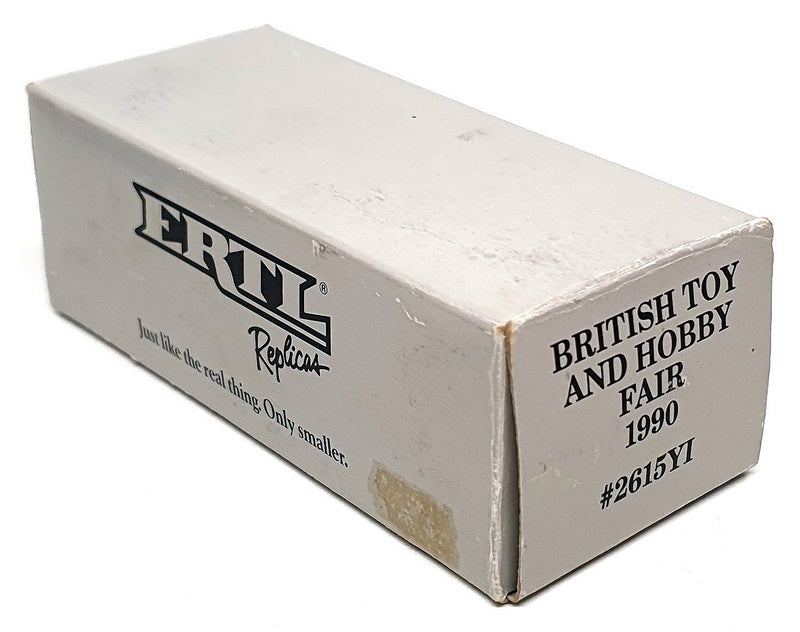 ERTL®
Replicas
Just like the real thing. Only smaller.
BRITISH TOY
AND HOBBY
FAIR
1990
#2615YI